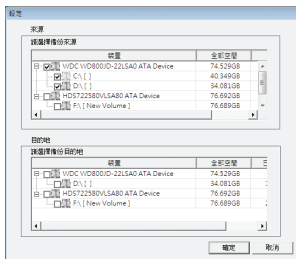 設定
來源
請選擇備份來源
裝置 全部空間
WDC WD800JD-22LSA0 ATA Device 74.529GB
C:\ [ ] 40.349GB
D:\ [ ] 34.081GB
HDS722580VLSA80 ATA Device 76.692GB
F:\ [ New Volume ] 76.689GB
目的地
請選擇備份目的地
裝置 全部空間
WDC WD800JD-22LSA0 ATA Device 74.529GB
D:\ [ ] 34.081GB
HDS722580VLSA80 ATA Device 76.692GB
F:\ [ New Volume ] 76.689GB
確定 取消